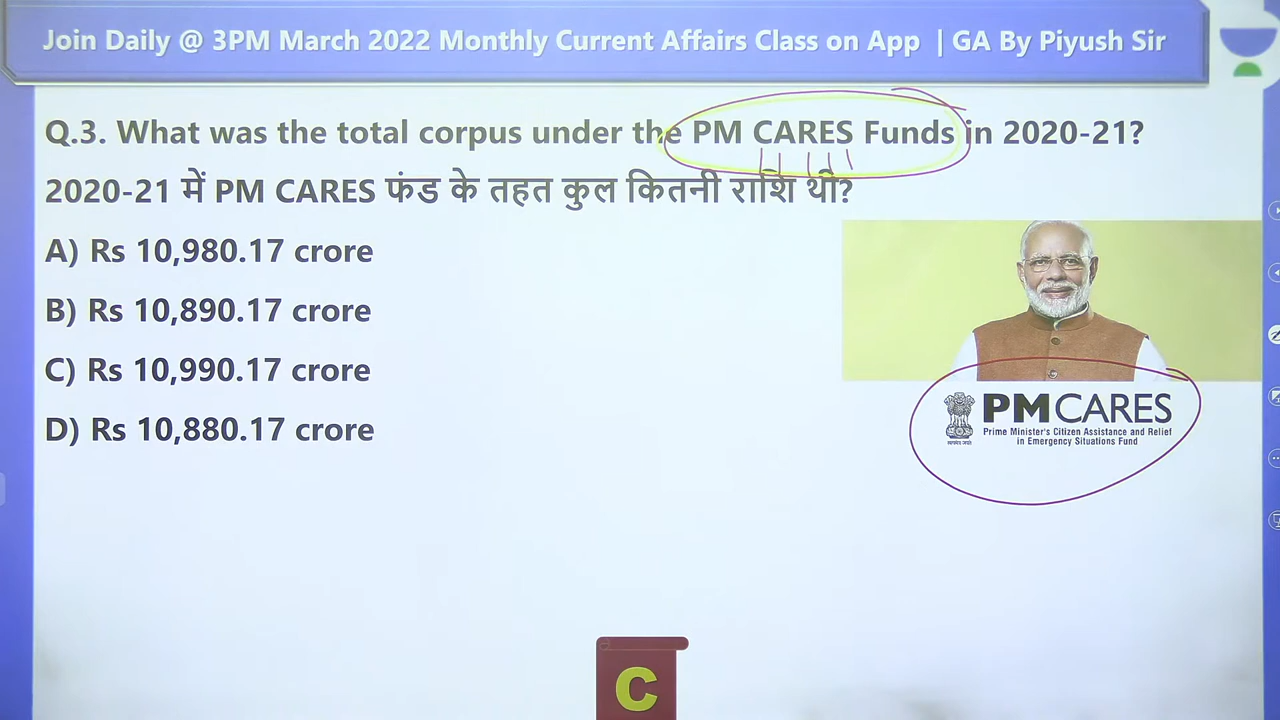 Join Daily @ 3PM March 2022 Monthly Current Affairs Class on App | GA By Piyush Sir
Q.3. What was the total corpus under the PM CARES Funds in 2020-21?
2020-21 में PM CARES फंड के तहत कुल कितनी राशि थी?
A) Rs 10,980.17 crore
B) Rs 10,890.17 crore
C) Rs 10,990.17 crore
D) Rs 10,880.17 crore
PM CARES
Prime Minister's Citizen Assistance and Relief
in Emergency Situations Fund
सत्यमेव जयते
C